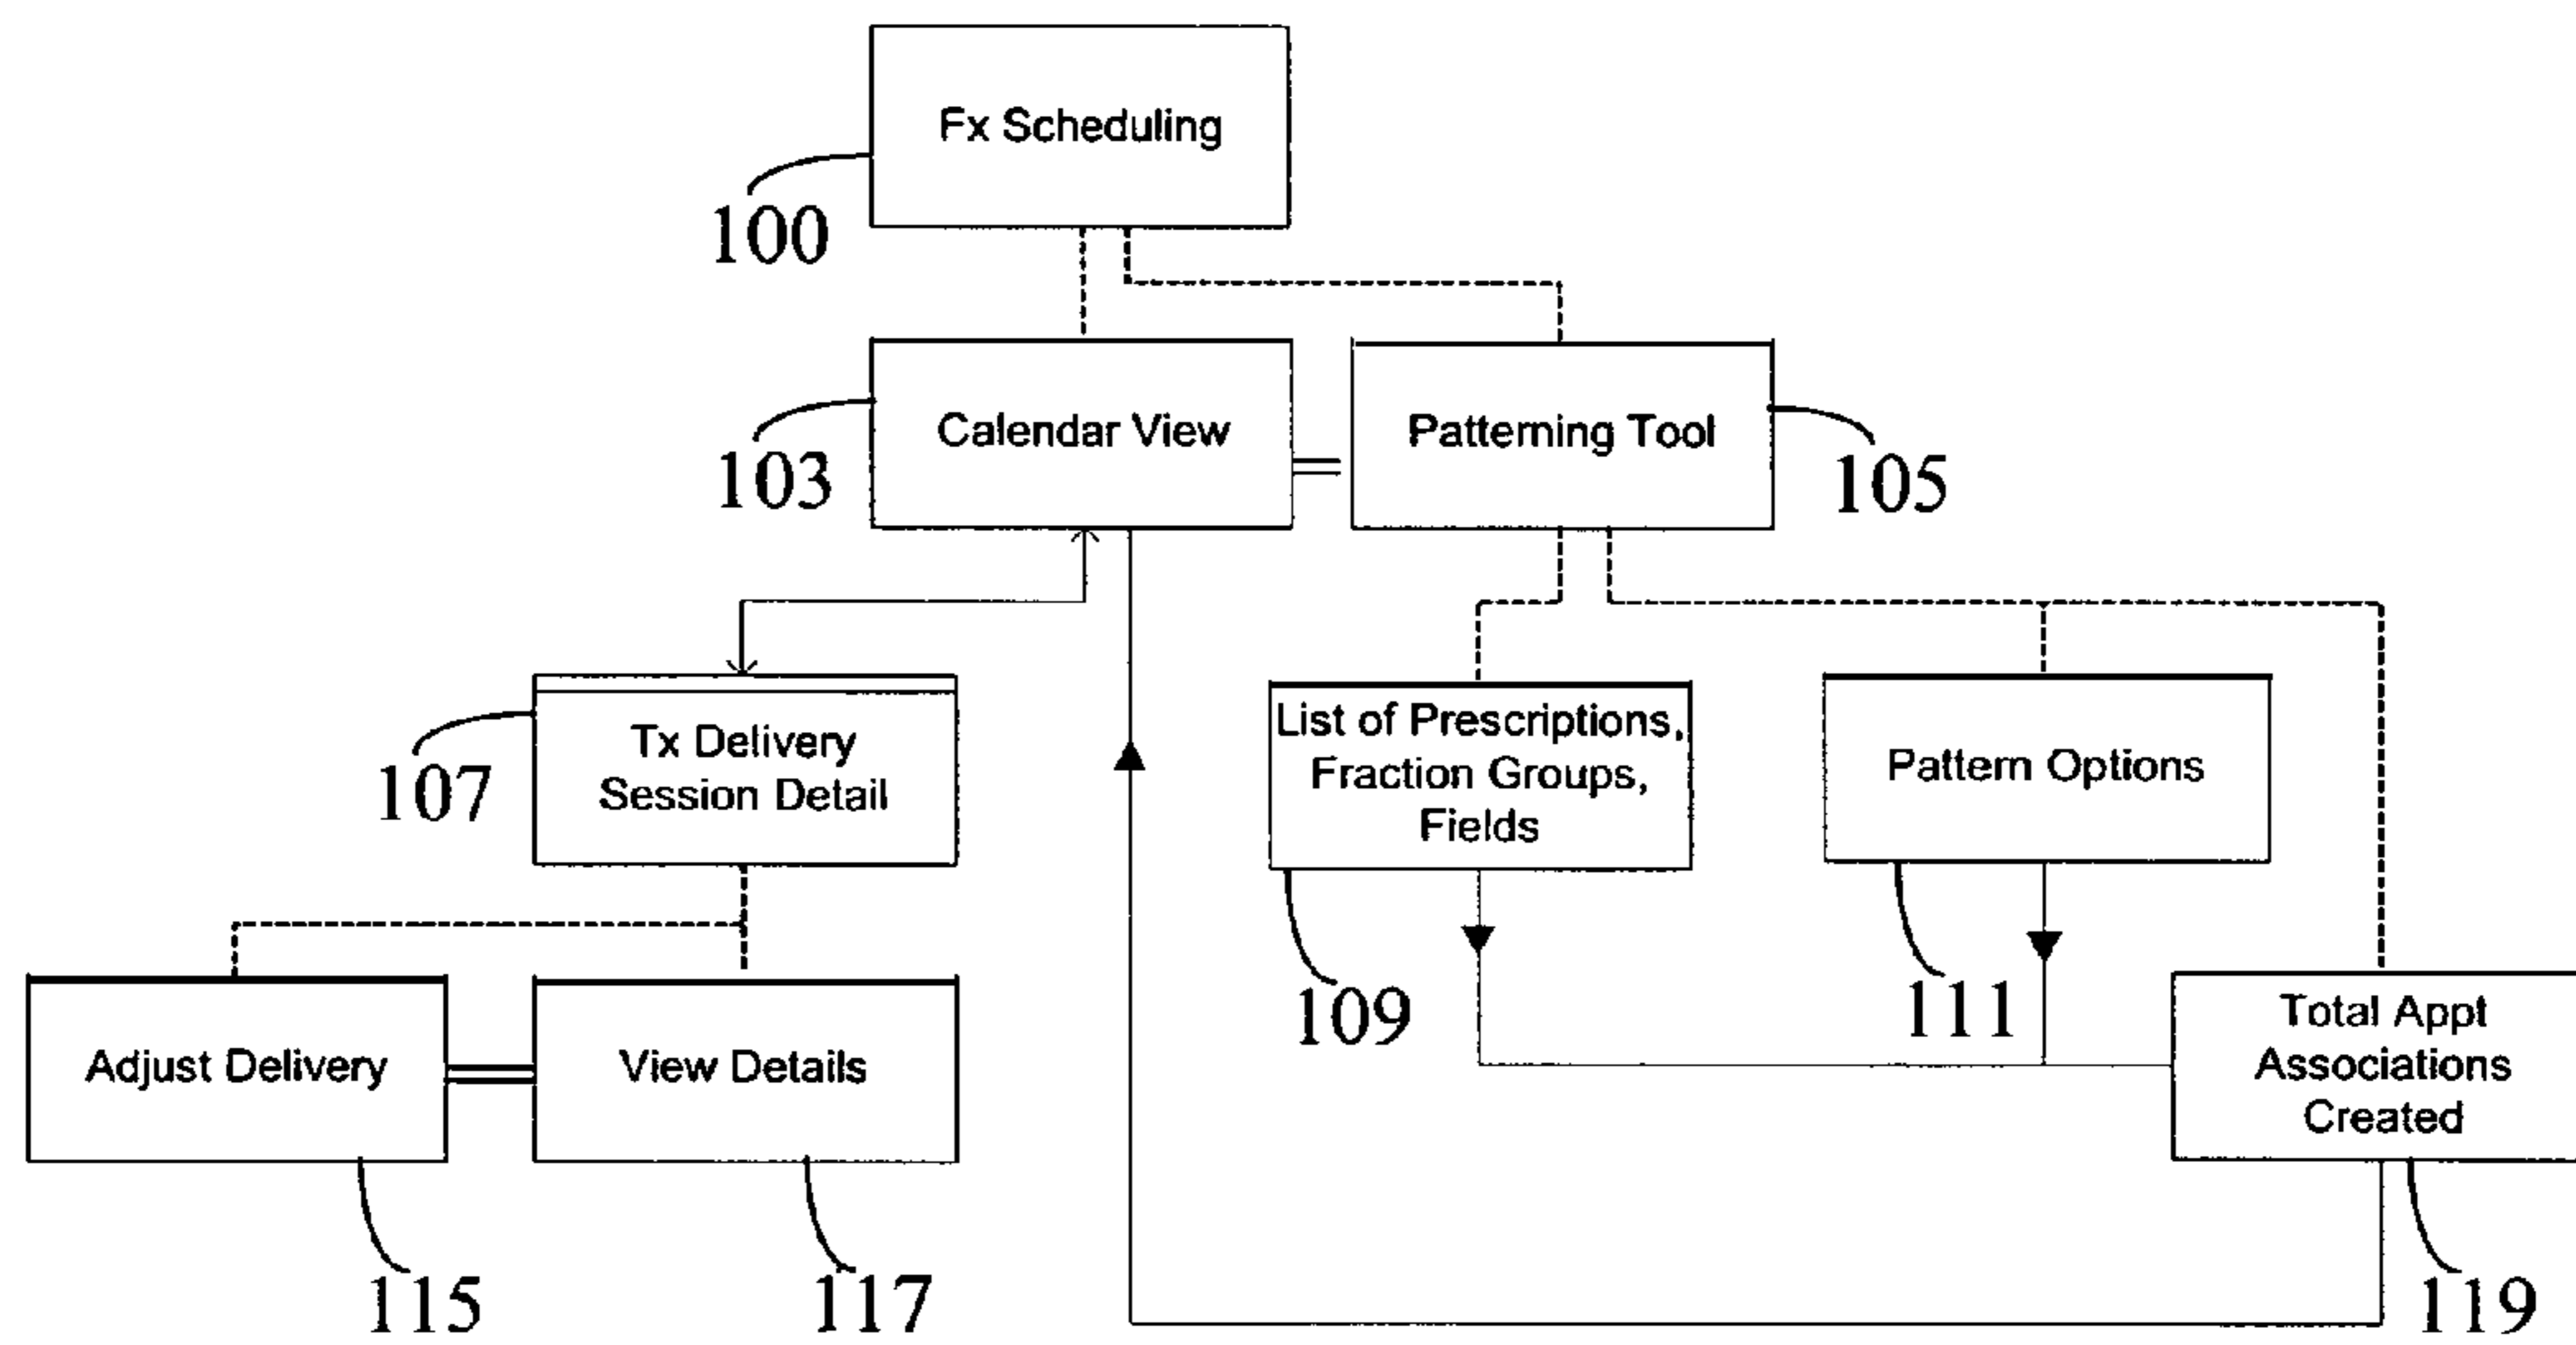 Fx Scheduling
100
Calendar View
103
Patterning Tool
105
Tx Delivery
Session Detail
107
List of Prescriptions,
Fraction Groups,
Fields
109
Pattern Options
111
Adjust Delivery
115
View Details
117
Total Appt
Associations
Created
119